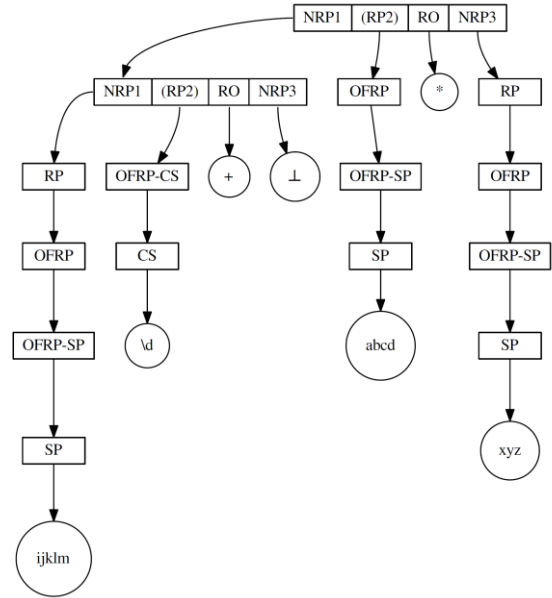 NRP1 (RP2) RO NRP3
NRP1 (RP2) RO NRP3 OFRP * RP
RP OFRP-CS + ⊥ OFRP-SP OFRP
OFRP CS SP OFRP-SP
OFRP-SP \d abcd SP
SP xyz
ijklm